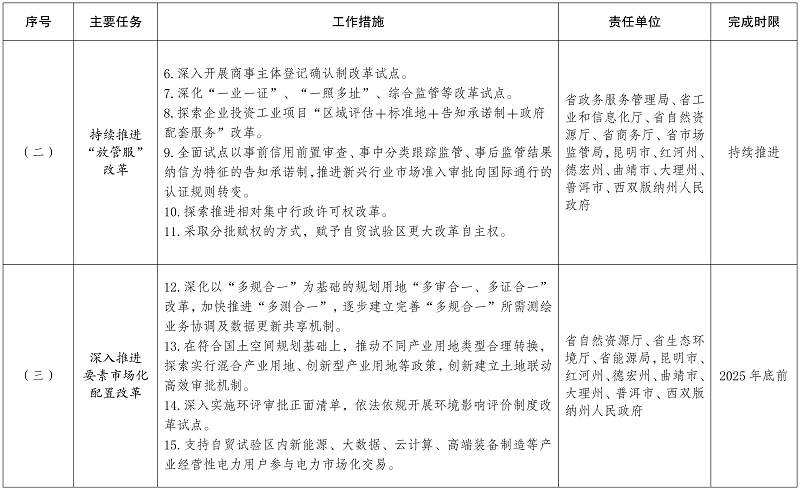 序号 主要任务 工作措施 责任单位 完成时限
（二）
持续推进
“放管服”
改革
6. 深入开展商事主体登记确认制改革试点。
7. 深化“一业一证”、“一照多址”、综合监管等改革试点。
8. 探索企业投资工业项目“区域评估＋标准地＋告知承诺制＋政府
配套服务”改革。
9. 全面试点以事前信用前置审查、事中分类跟踪监管、事后监管结果
纳信为特征的告知承诺制，推进新兴行业市场准入审批向国际通行的
认证规则转变。
10. 探索推进相对集中行政许可权改革。
11. 采取分批赋权的方式，赋予自贸试验区更大改革自主权。
省政务服务管理局、省工
业和信息化厅、省自然资
源厅、省商务厅、省市场
监管局，昆明市、红河州、
德宏州、曲靖市、大理州、
普洱市、西双版纳州人民
政府
持续推进
（三）
深入推进
要素市场化
配置改革
12. 深化以“多规合一”为基础的规划用地“多审合一、多证合一”
改革，加快推进“多测合一”，逐步建立完善“多规合一”所需测绘
业务协调及数据更新共享机制。
13. 在符合国土空间规划基础上，推动不同产业用地类型合理转换，
探索实行混合产业用地、创新型产业用地等政策，创新建立土地联动
高效审批机制。
14. 深入实施环评审批正面清单，依法依规开展环境影响评价制度改
革试点。
15. 支持自贸试验区内新能源、大数据、云计算、高端装备制造等产
业经营性电力用户参与电力市场化交易。
省自然资源厅、省生态环
境厅、省能源局，昆明市、
红河州、德宏州、曲靖市、
大理州、普洱市、西双版
纳州人民政府
2025 年底前